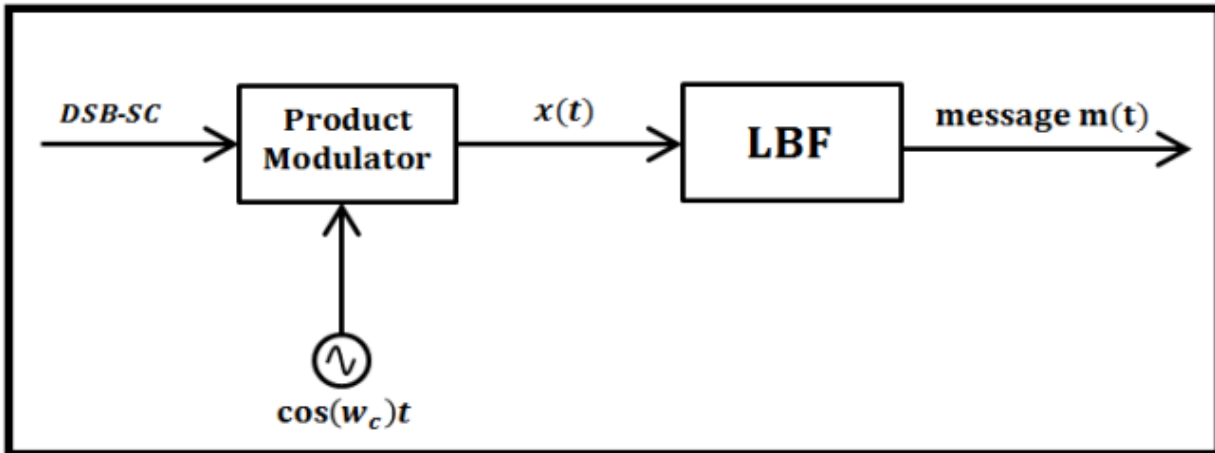 DSB-SC
Product
Modulator
x(t)
LBF
message m(t)
cos(w_c)t